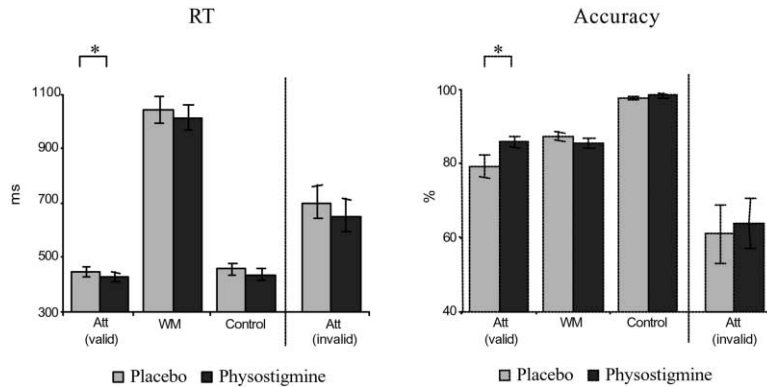 RT
*
1100
900
700
500
300
ms
Att
(valid)
WM
Control
Att
(invalid)
Placebo
Physostigmine
Accuracy
*
100
80
60
40
%
Att
(valid)
WM
Control
Att
(invalid)
Placebo
Physostigmine